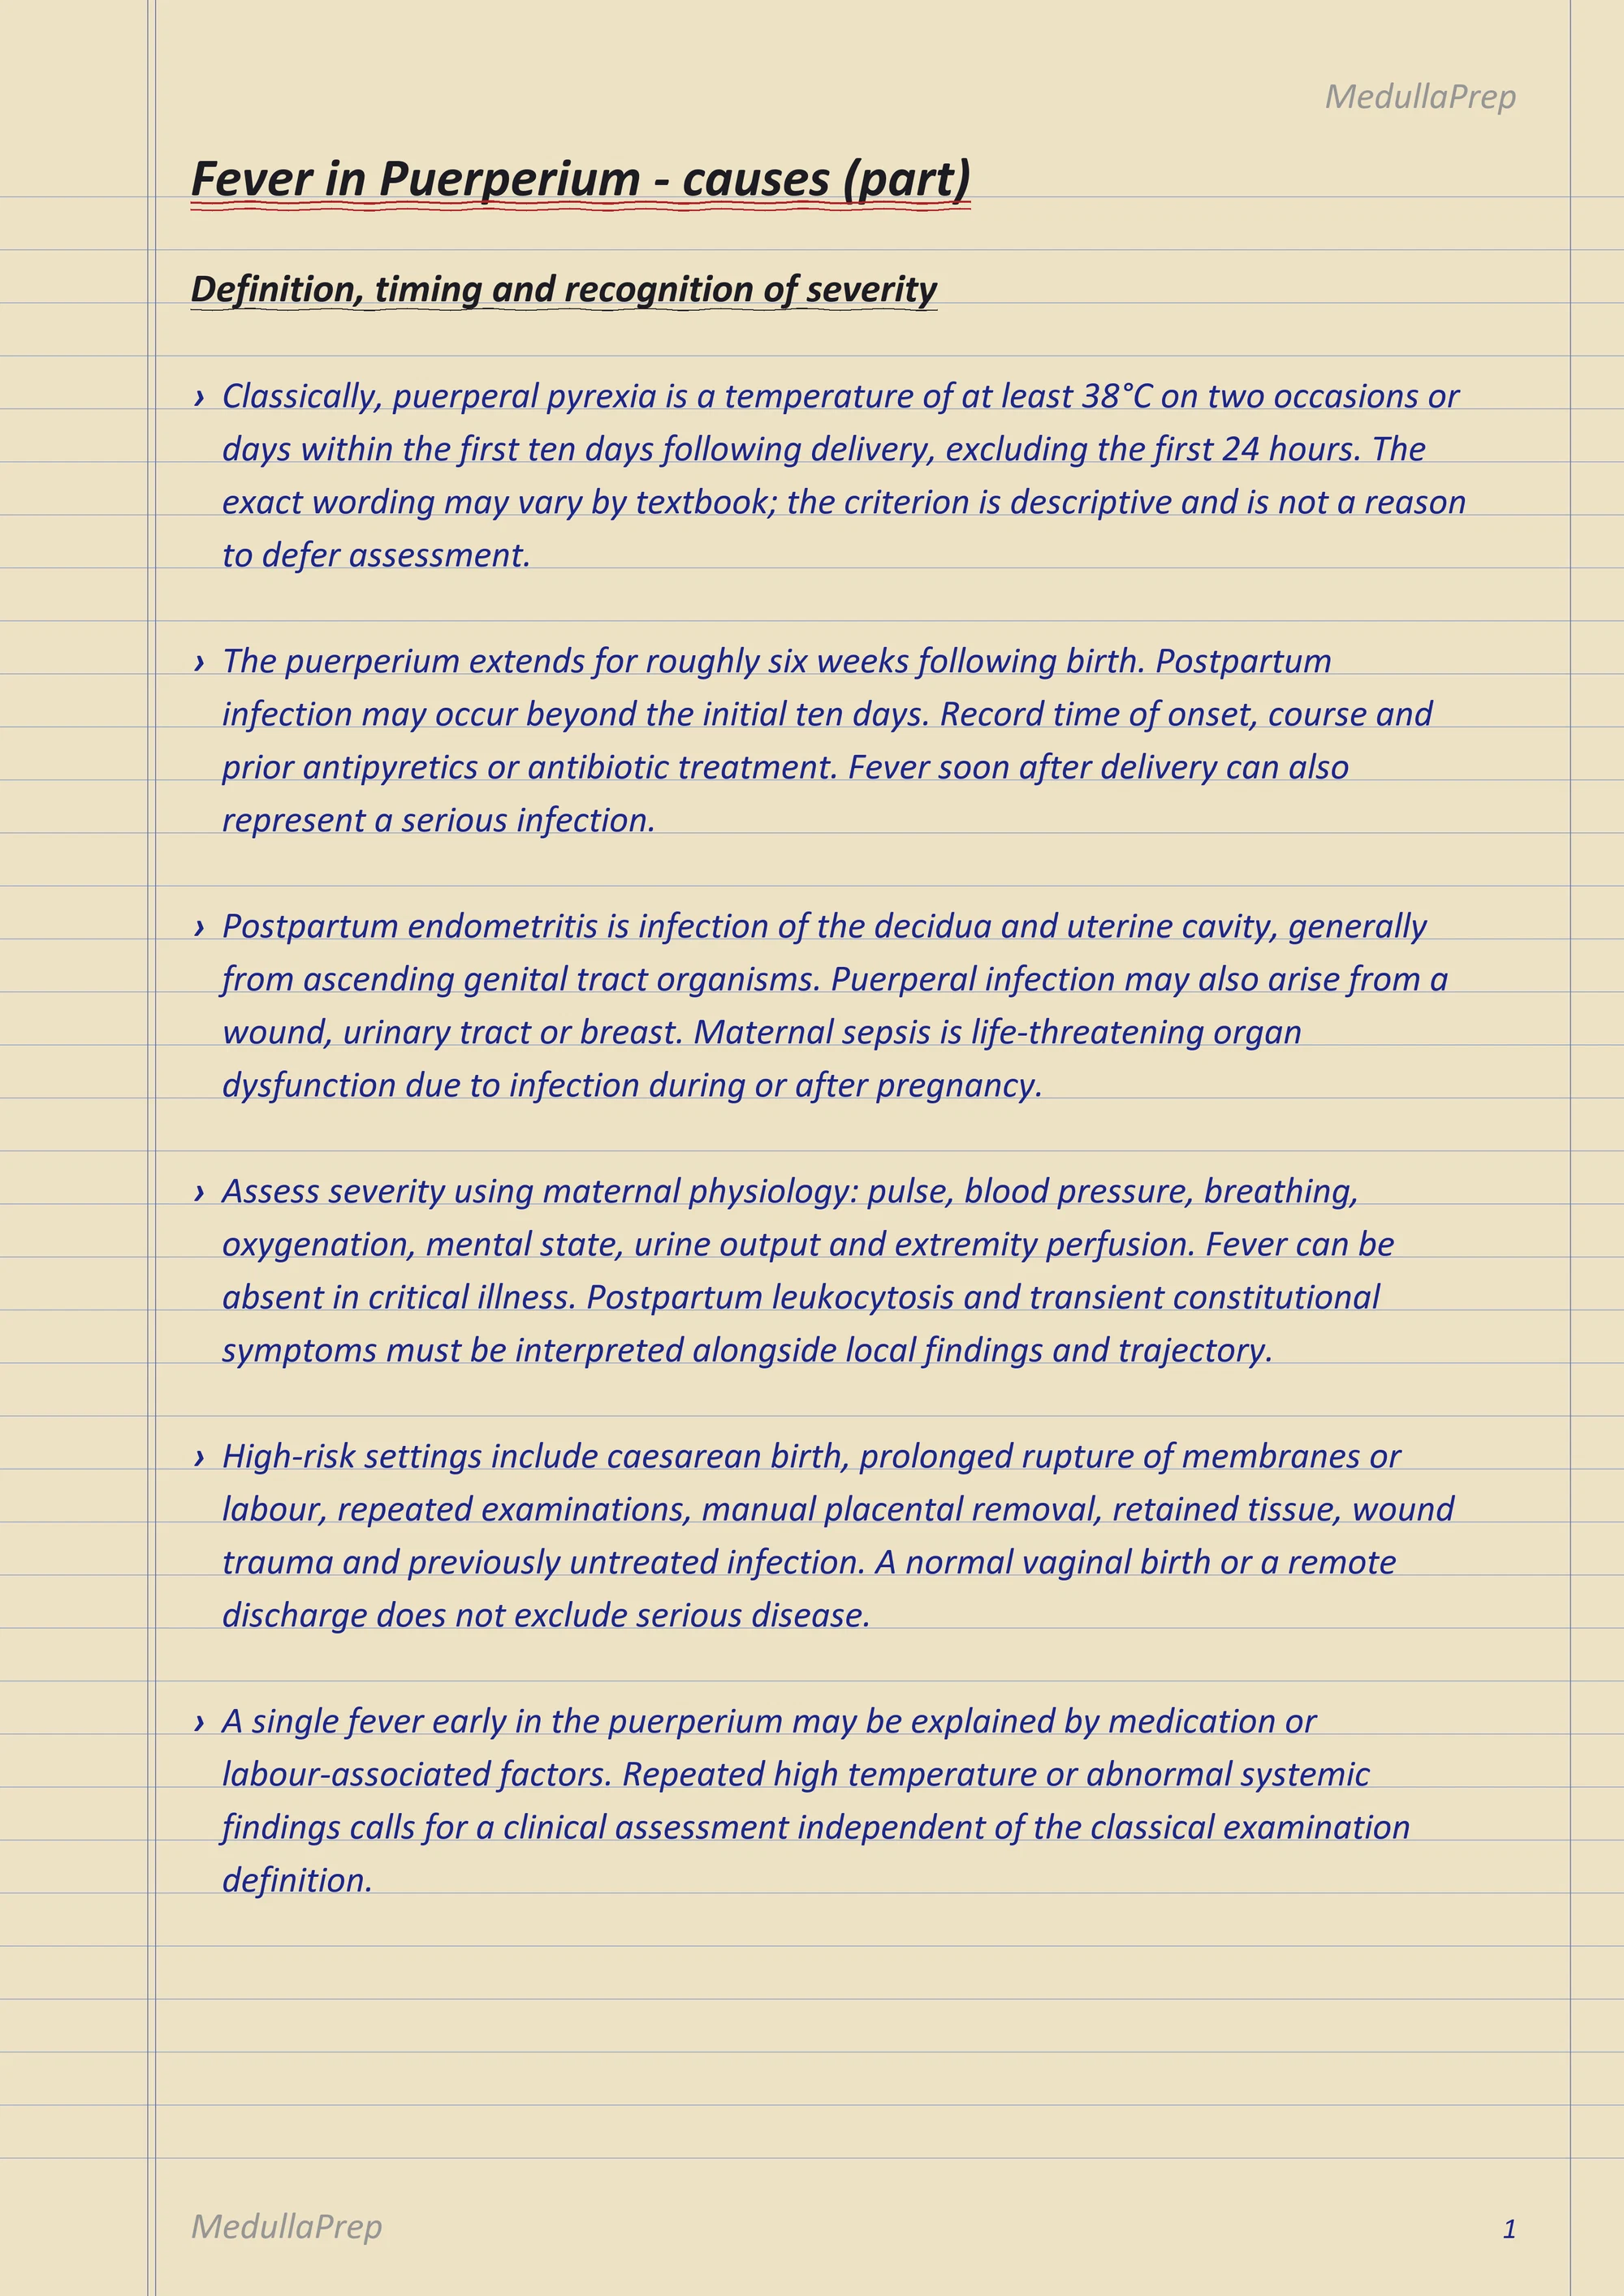 MedullaPrep
Fever in Puerperium - causes (part)
Definition, timing and recognition of severity
› Classically, puerperal pyrexia is a temperature of at least 38°C on two occasions or
days within the first ten days following delivery, excluding the first 24 hours. The
exact wording may vary by textbook; the criterion is descriptive and is not a reason
to defer assessment.
› The puerperium extends for roughly six weeks following birth. Postpartum
infection may occur beyond the initial ten days. Record time of onset, course and
prior antipyretics or antibiotic treatment. Fever soon after delivery can also
represent a serious infection.
› Postpartum endometritis is infection of the decidua and uterine cavity, generally
from ascending genital tract organisms. Puerperal infection may also arise from a
wound, urinary tract or breast. Maternal sepsis is life-threatening organ
dysfunction due to infection during or after pregnancy.
› Assess severity using maternal physiology: pulse, blood pressure, breathing,
oxygenation, mental state, urine output and extremity perfusion. Fever can be
absent in critical illness. Postpartum leukocytosis and transient constitutional
symptoms must be interpreted alongside local findings and trajectory.
› High-risk settings include caesarean birth, prolonged rupture of membranes or
labour, repeated examinations, manual placental removal, retained tissue, wound
trauma and previously untreated infection. A normal vaginal birth or a remote
discharge does not exclude serious disease.
› A single fever early in the puerperium may be explained by medication or
labour-associated factors. Repeated high temperature or abnormal systemic
findings calls for a clinical assessment independent of the classical examination
definition.
MedullaPrep
1